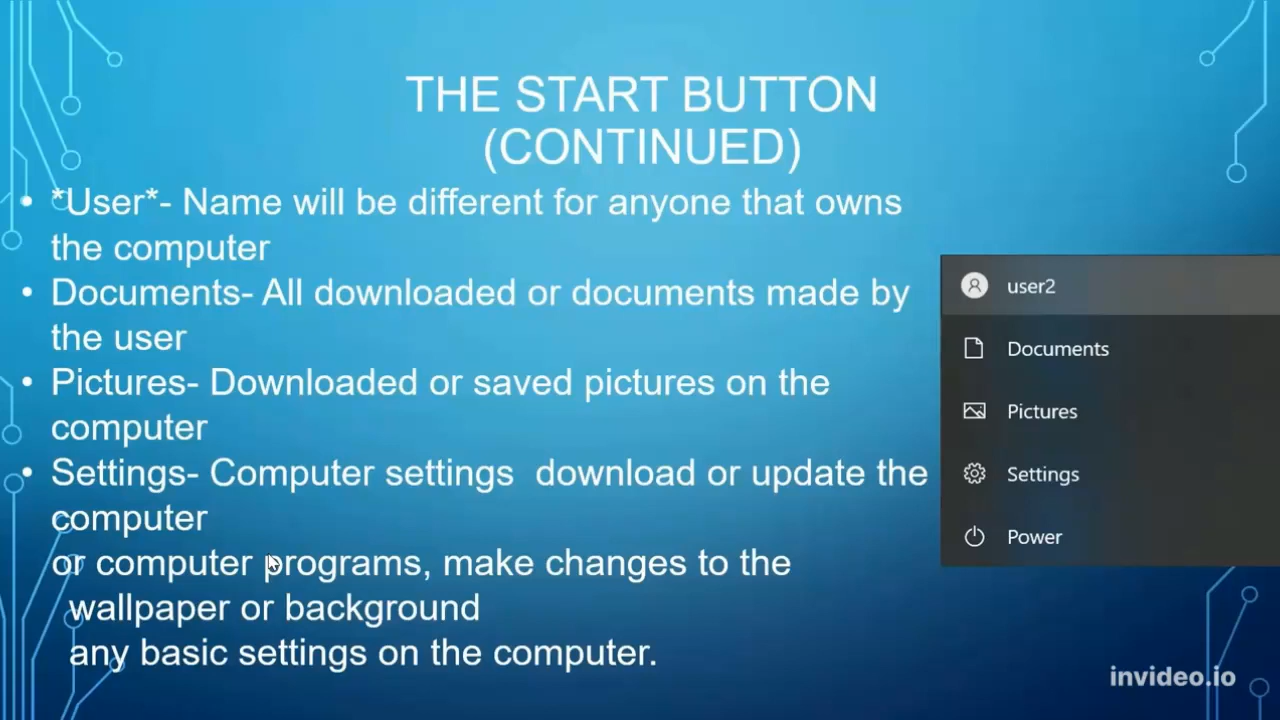 THE START BUTTON
(CONTINUED)
• *User*- Name will be different for anyone that owns
the computer
• Documents- All downloaded or documents made by
the user
• Pictures- Downloaded or saved pictures on the
computer
• Settings- Computer settings  download or update the
computer
or computer programs, make changes to the
wallpaper or background
any basic settings on the computer.
user2
Documents
Pictures
Settings
Power
invideo.io